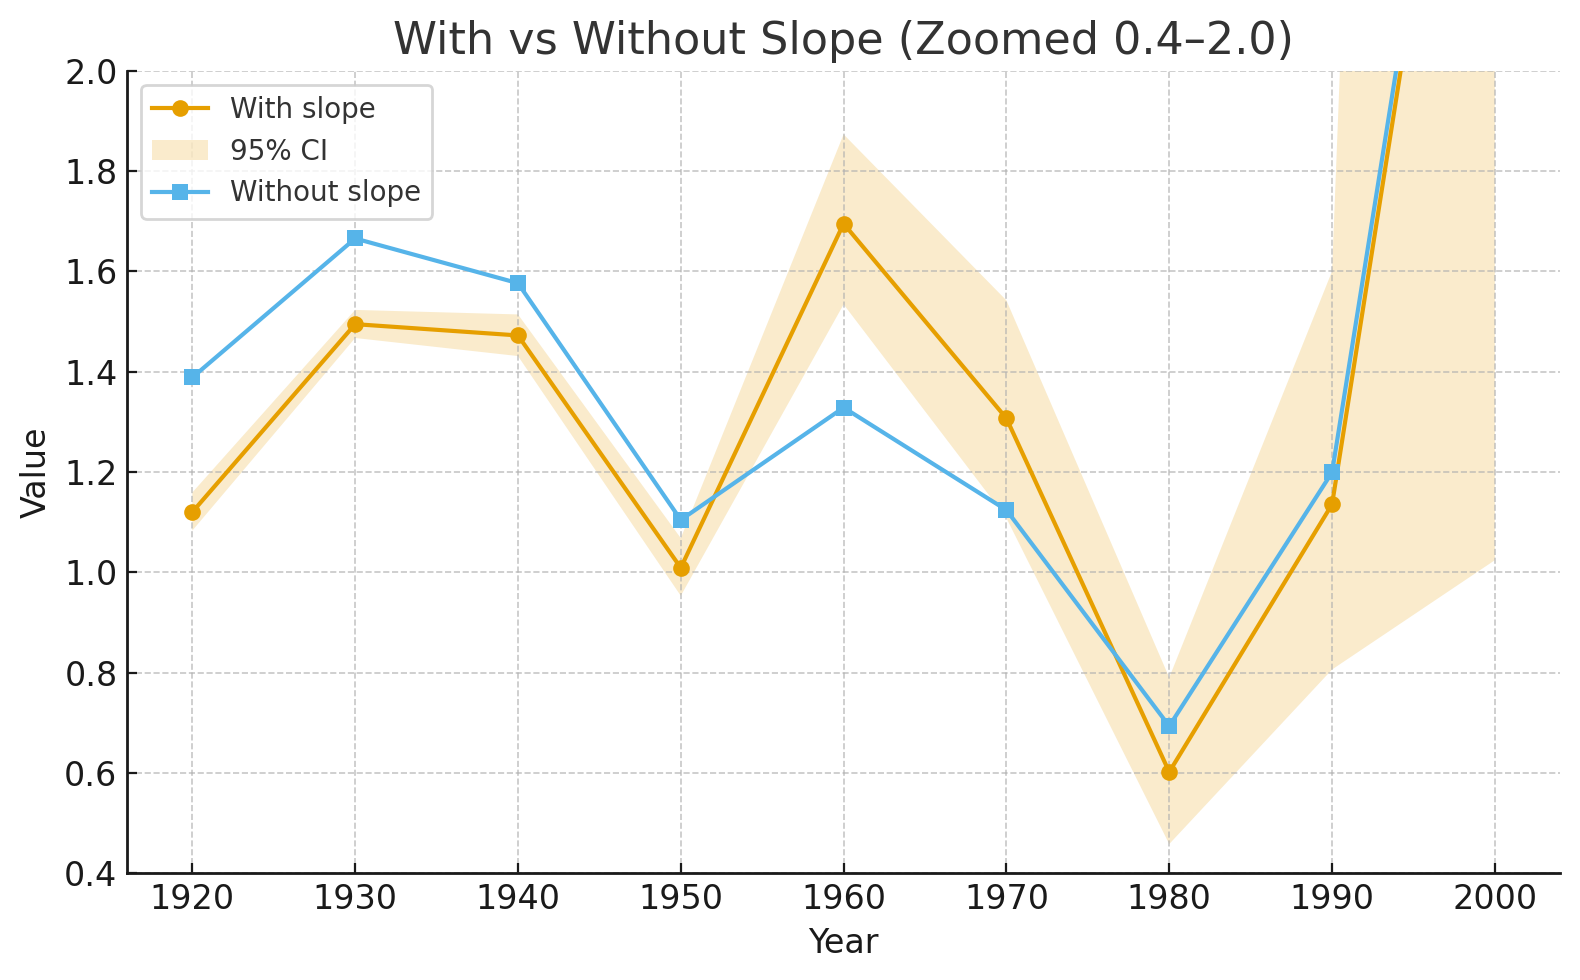 With vs Without Slope (Zoomed 0.4–2.0)
2.0
1.8
1.6
1.4
1.2
1.0
0.8
0.6
0.4
Value
With slope
95% CI
Without slope
1920 1930 1940 1950 1960 1970 1980 1990 2000
Year